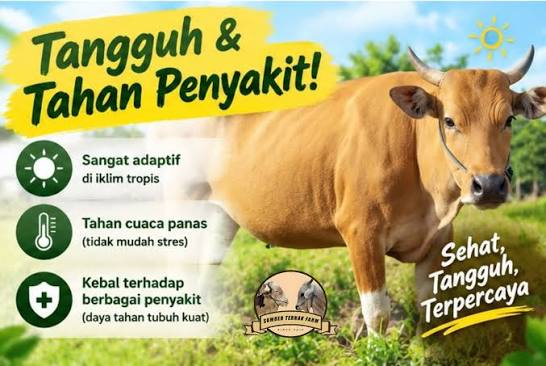 Tangguh &
Tahan Penyakit!
Sangat adaptif
di iklim tropis
Tahan cuaca panas
(tidak mudah stres)
Kebal terhadap
berbagai penyakit
(daya tahan tubuh kuat)
Sehat,
Tangguh,
Terpercaya
SUMBER TERNAK FARM